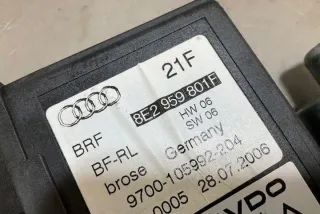 21F
8E2 959 801F
HW 06
SW 06
BRF
BF-RL
brose Germany
9700-105992-204
0005 28.07.2006
VDO